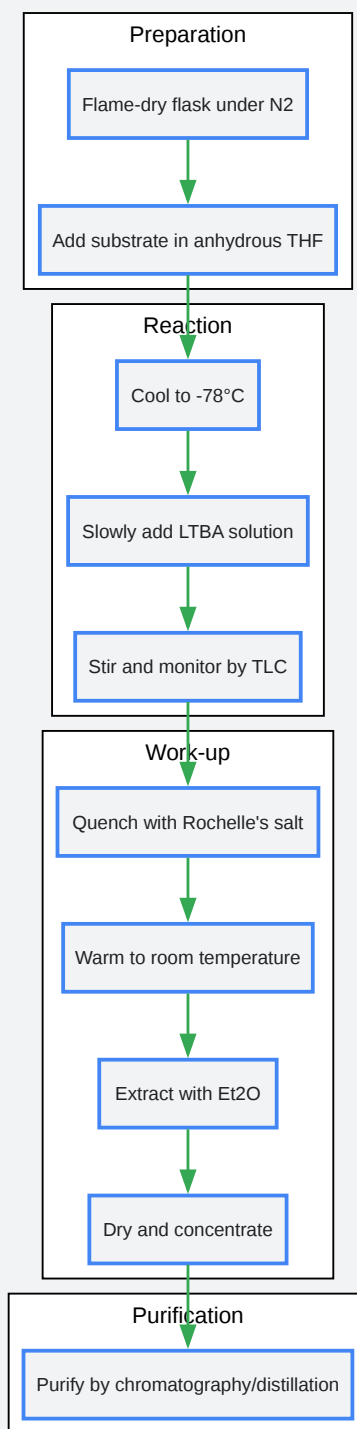 Preparation
Flame-dry flask under N2
Add substrate in anhydrous THF
Reaction
Cool to -78°C
Slowly add LTBA solution
Stir and monitor by TLC
Work-up
Quench with Rochelle's salt
Warm to room temperature
Extract with Et2O
Dry and concentrate
Purification
Purify by chromatography/distillation